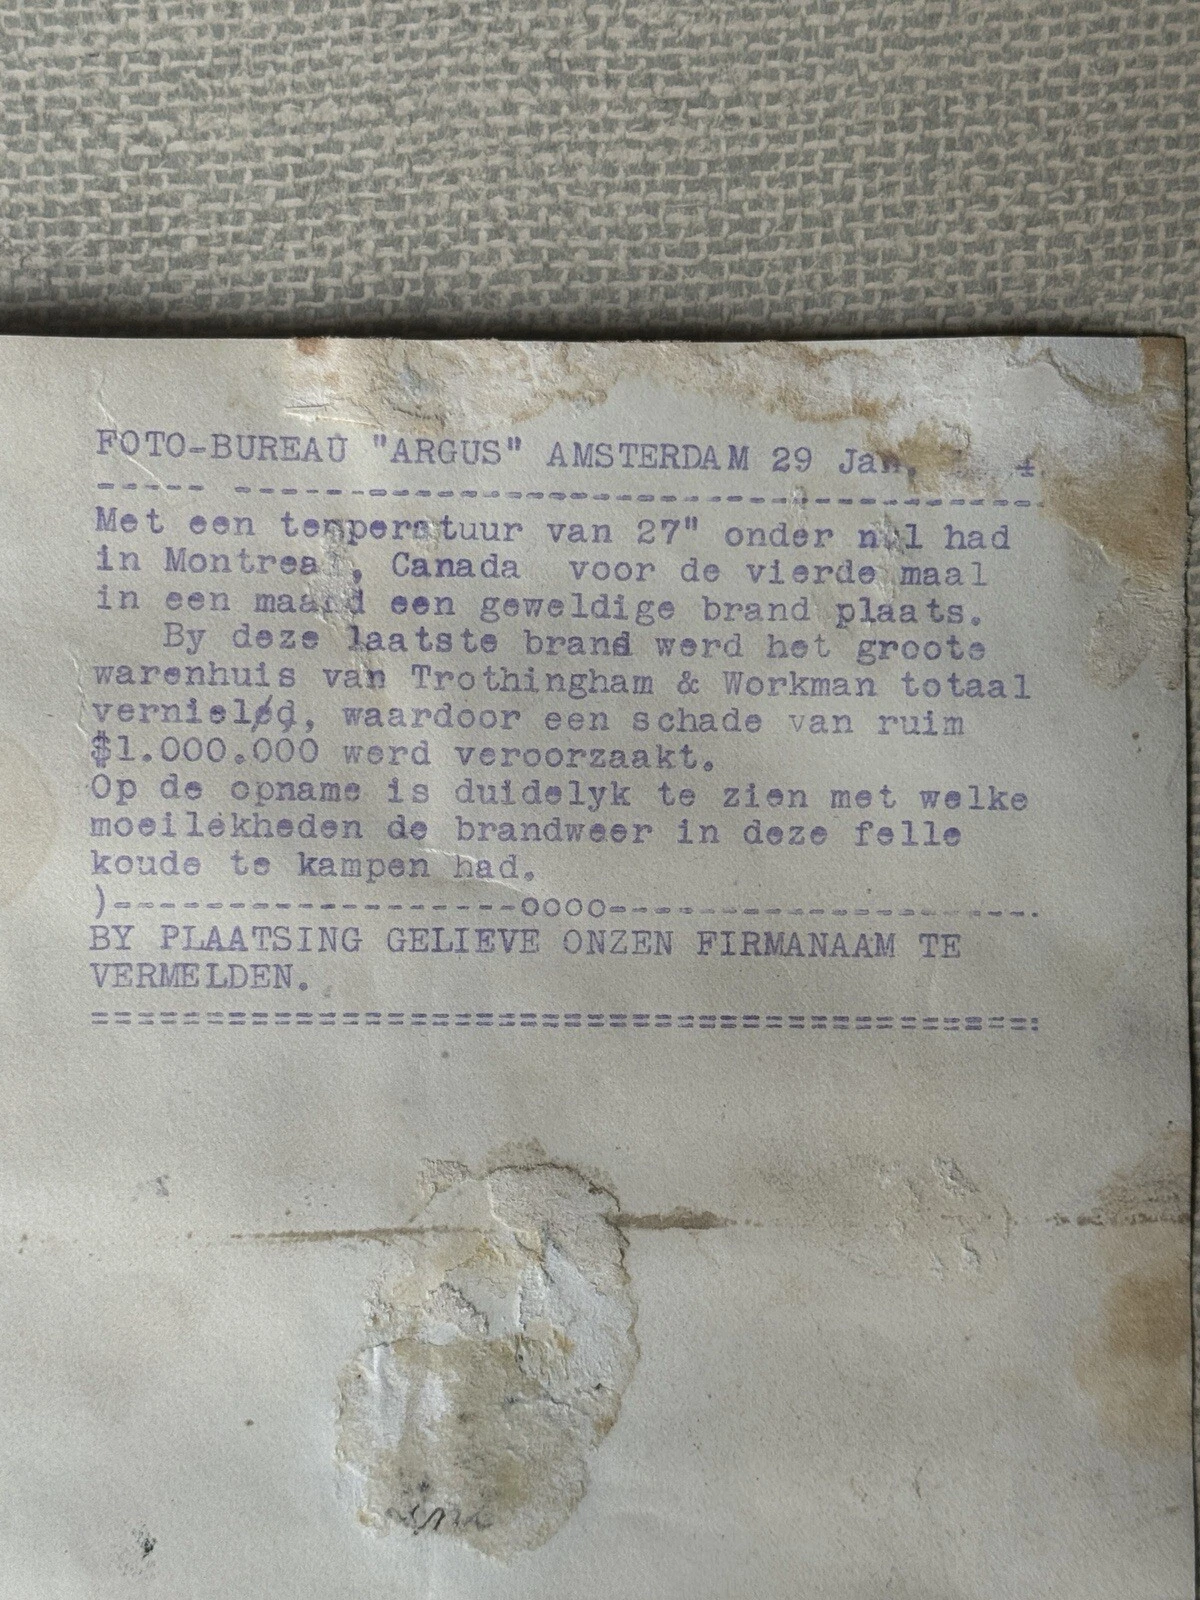 FOTO-BUREAU "ARGUS" AMSTERDAM 29 Jan. 4.
----- -----------------------------------
Met een temperatuur van 27" onder nul had
in Montreal, Canada voor de vierde maal
in een maand een geweldige brand plaats.
By deze laatste brand werd het groote
warenhuis van Trothingham & Workman totaal
vernield, waardoor een schade van ruim
$1.000.000 werd veroorzaakt.
Op de opname is duidelyk te zien met welke
moeilekheden de brandweer in deze felle
koude te kampen had.
)------------------oooo-------------------.
BY PLAATSING GELIEVE ONZEN FIRMANAAM TE
VERMELDEN.
==========================================